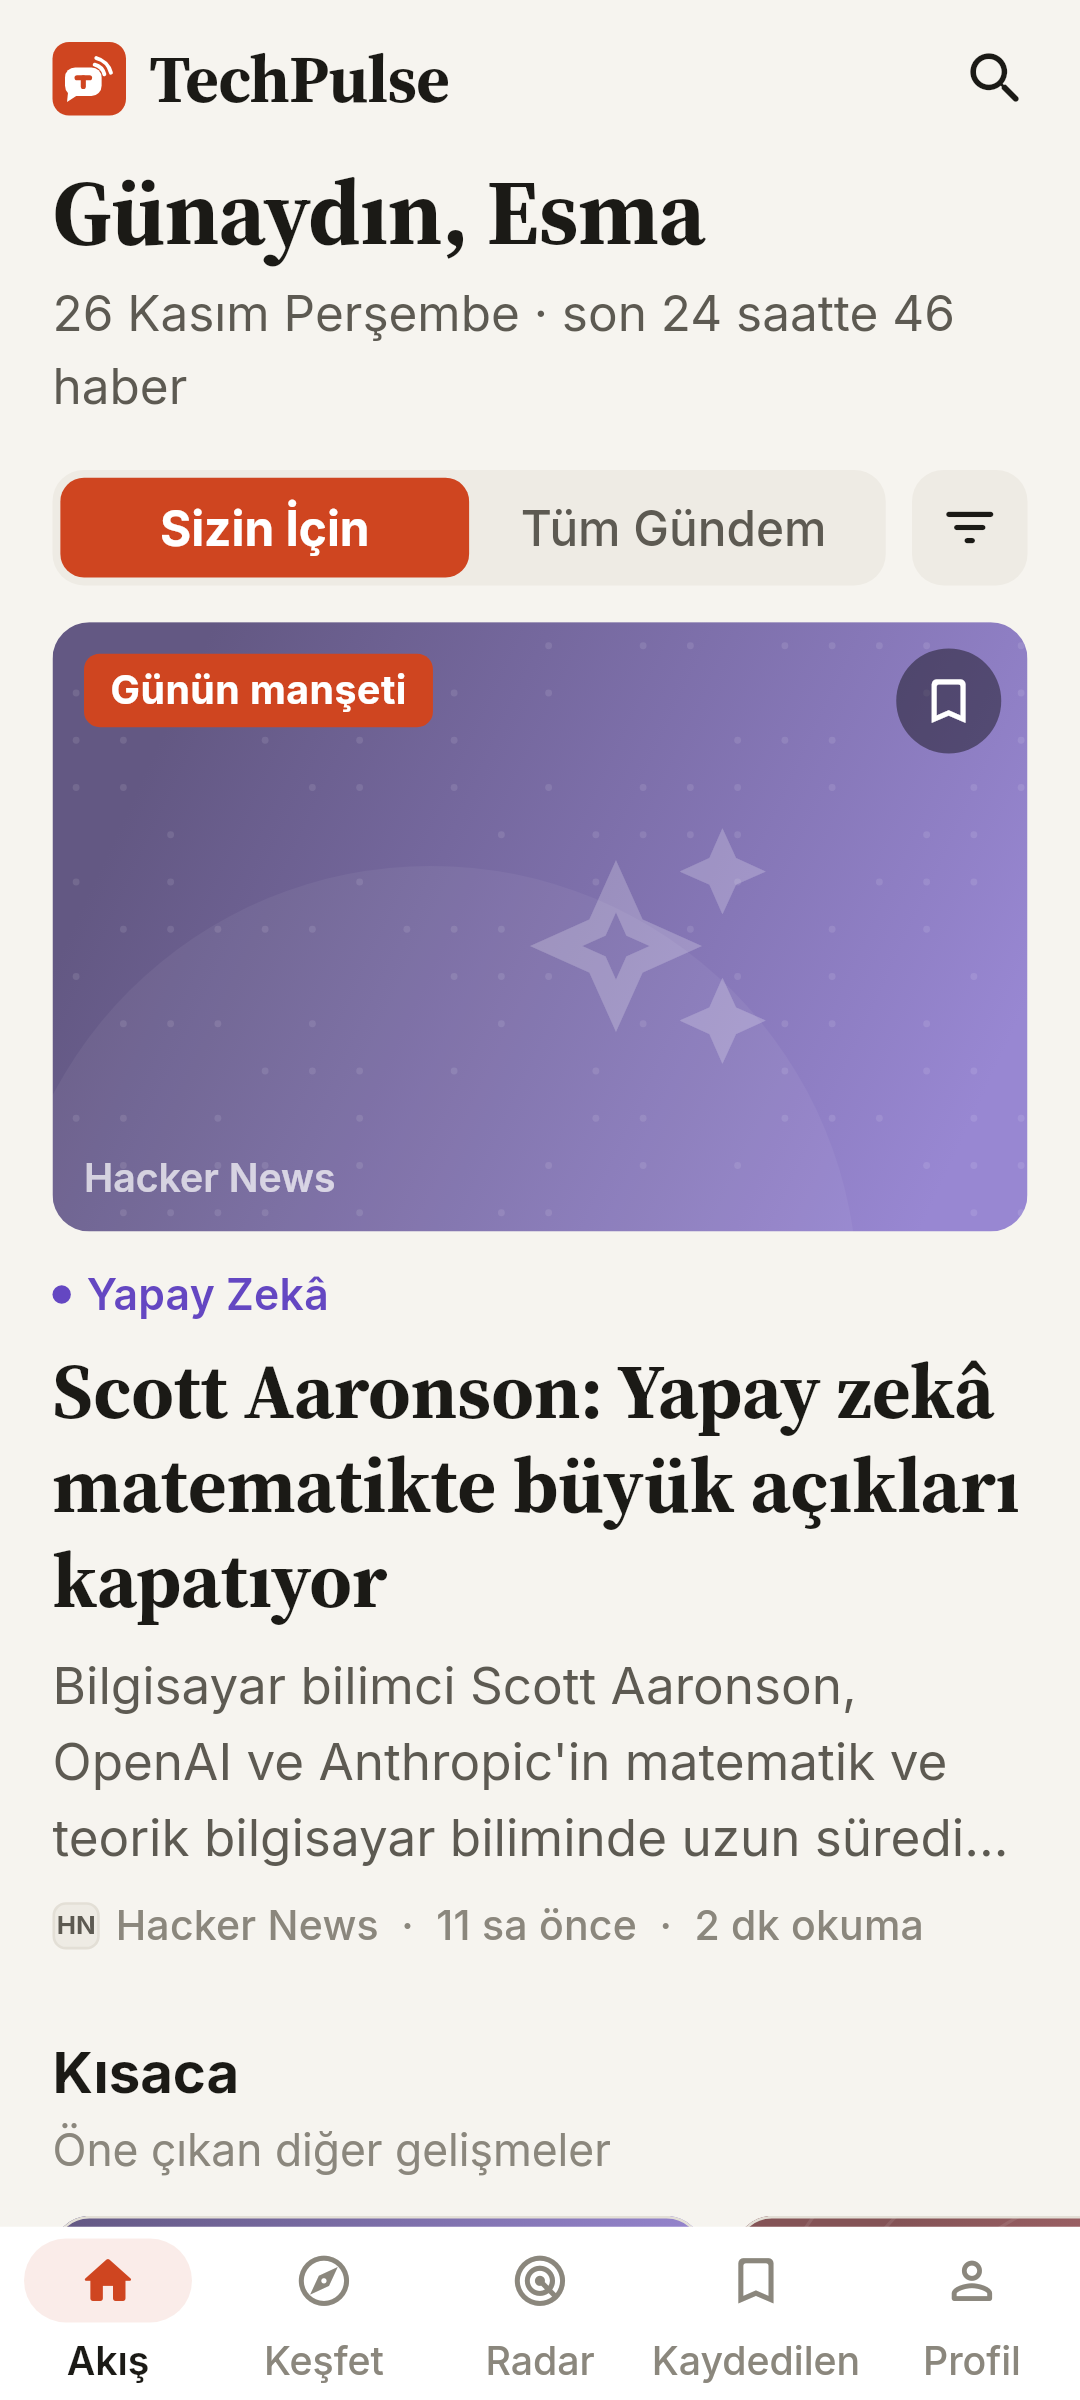 TechPulse
Günaydın, Esma
26 Kasım Perşembe · son 24 saatte 46
haber
Sizin İçin
Tüm Gündem
Günün manşeti
Hacker News
Yapay Zekâ
Scott Aaronson: Yapay zekâ
matematikte büyük açıkları
kapatıyor
Bilgisayar bilimci Scott Aaronson,
OpenAI ve Anthropic'in matematik ve
teorik bilgisayar biliminde uzun süredi...
HN Hacker News · 11 sa önce · 2 dk okuma
Kısaca
Öne çıkan diğer gelişmeler
Akış
Keşfet
Radar
Kaydedilen
Profil